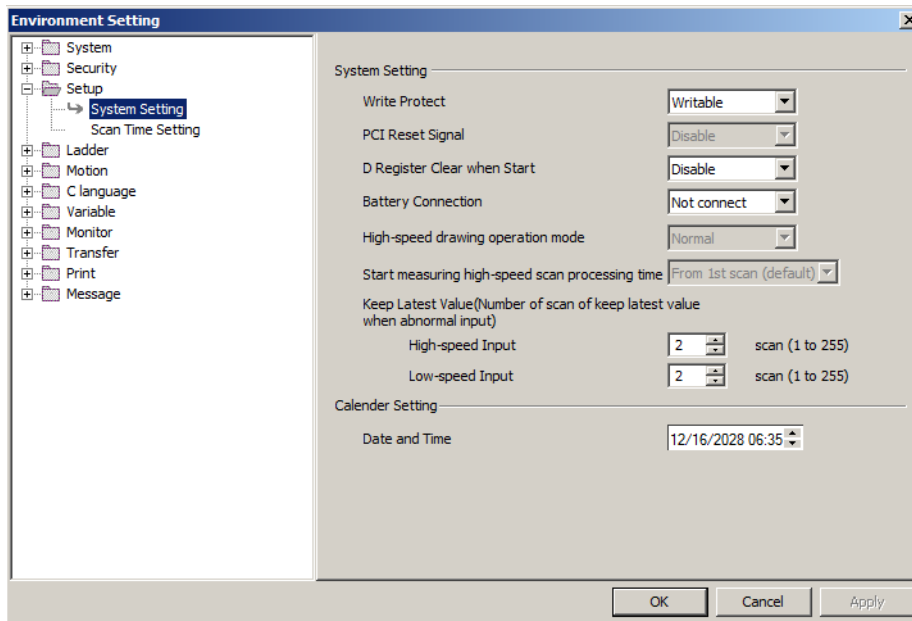 Environment Setting
System
Security
Setup
System Setting
Scan Time Setting
Ladder
Motion
C language
Variable
Monitor
Transfer
Print
Message
System Setting
Write Protect Writable
PCI Reset Signal Disable
D Register Clear when Start Disable
Battery Connection Not connect
High-speed drawing operation mode Normal
Start measuring high-speed scan processing time From 1st scan (default)
Keep Latest Value(Number of scan of keep latest value
when abnormal input)
High-speed Input 2 scan (1 to 255)
Low-speed Input 2 scan (1 to 255)
Calender Setting
Date and Time 12/16/2028 06:35
OK Cancel Apply